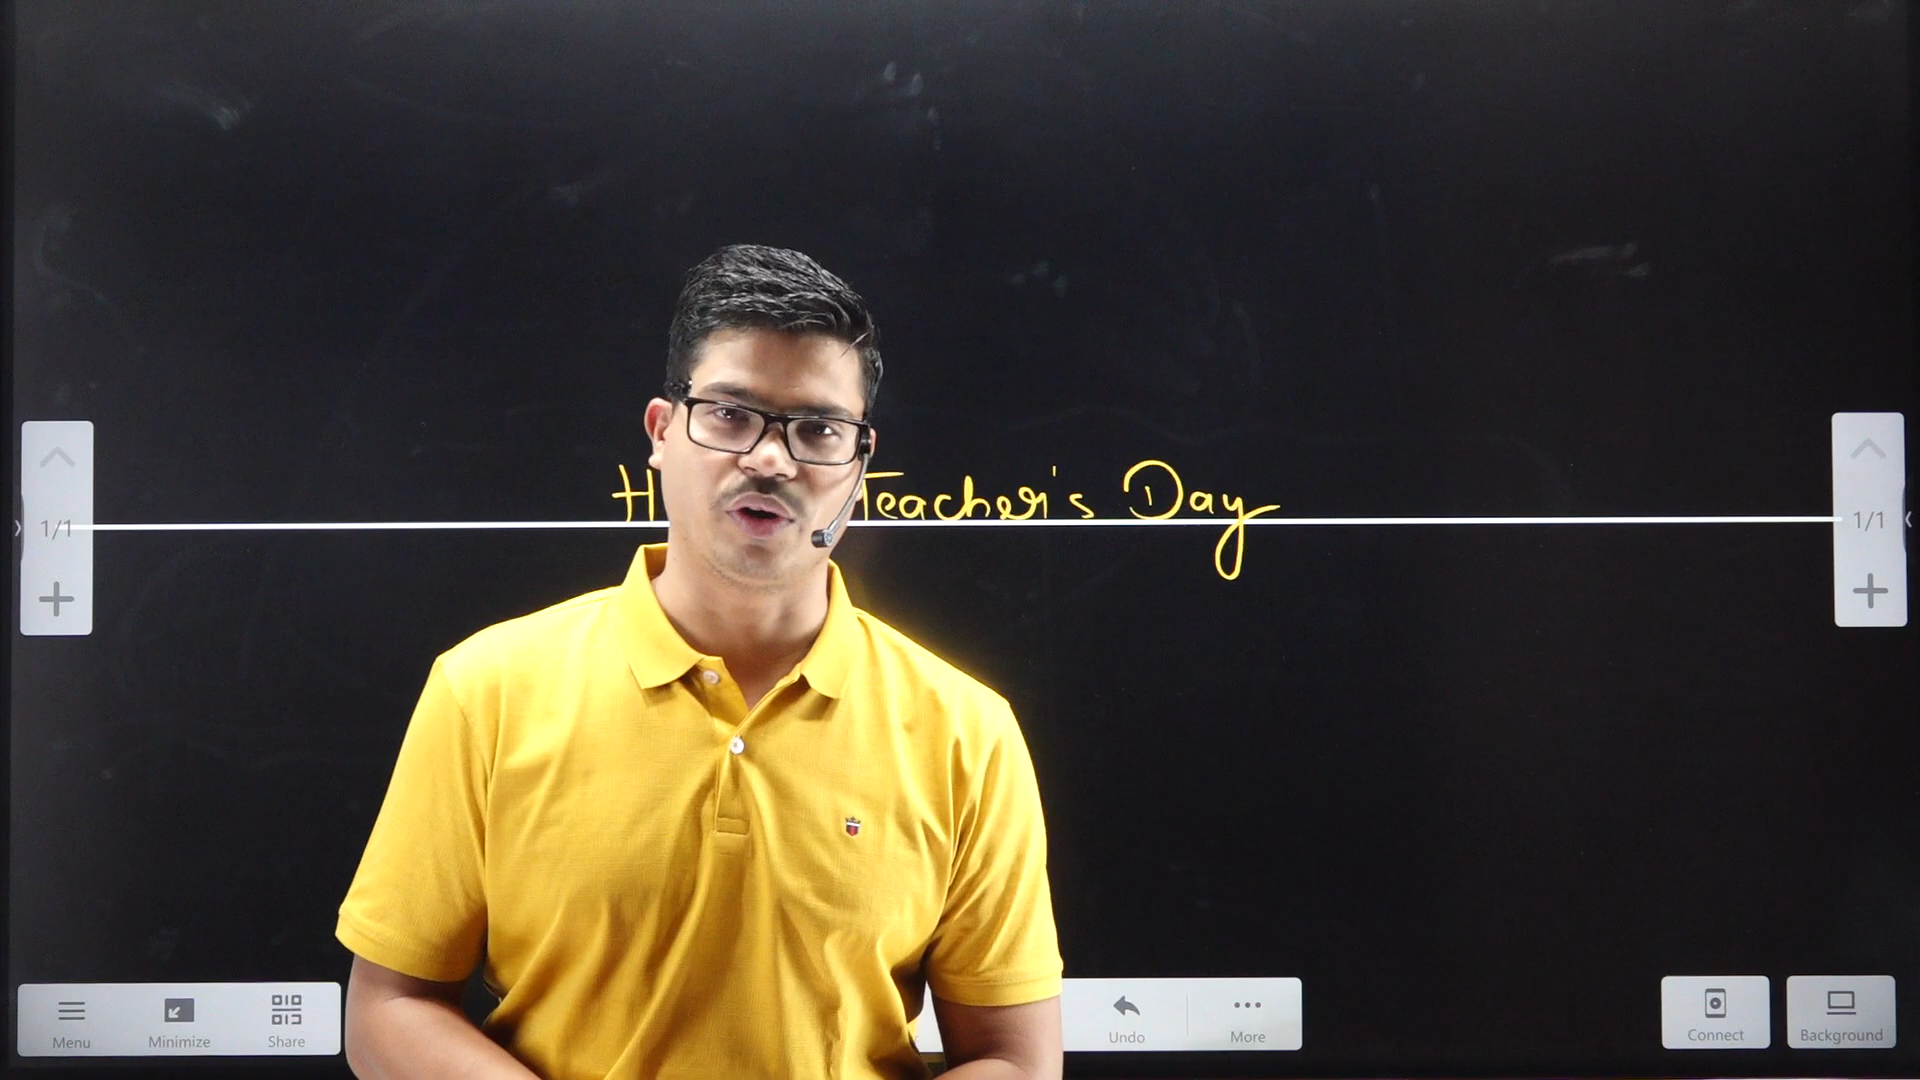 H Teacher's Day
1/1
1/1
Menu
Minimize
Share
Undo
More
Connect
Background